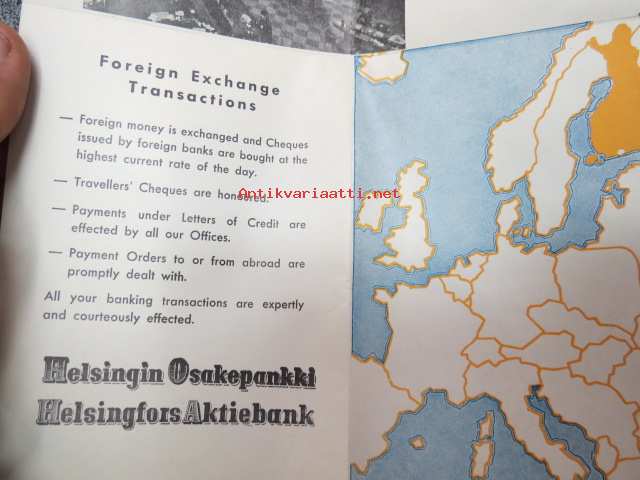 Foreign Exchange
Transactions
— Foreign money is exchanged and Cheques
issued by foreign banks are bought at the
highest current rate of the day.
— Travellers' Cheques are honoured.
— Payments under Letters of Credit are
effected by all our Offices.
— Payment Orders to or from abroad are
promptly dealt with.
All your banking transactions are expertly
and courteously effected.
Helsingin Osakepankki
Helsingfors Aktiebank
Antikvariaatti.net